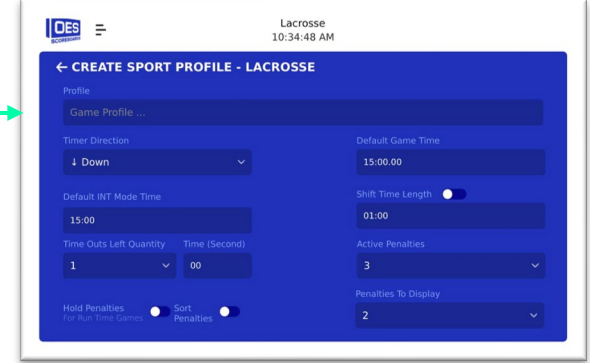 OES
SCOREBOARDS
Lacrosse
10:34:48 AM
← CREATE SPORT PROFILE - LACROSSE
Profile
Game Profile ...
Timer Direction
↓ Down
Default Game Time
15:00.00
Default INT Mode Time
15:00
Shift Time Length
01:00
Time Outs Left Quantity
1
Time (Second)
00
Active Penalties
3
Hold Penalties
For Run Time Games
Sort
Penalties
Penalties To Display
2